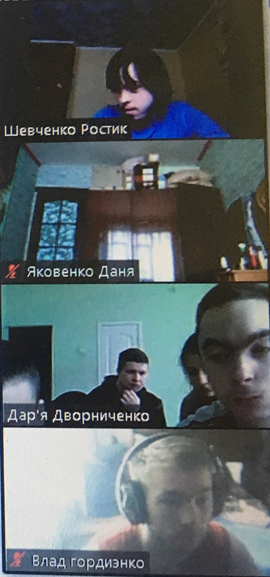 Шевченко Ростик
Яковенко Даня
Дар'я Дворниченко
Влад гордиэнко